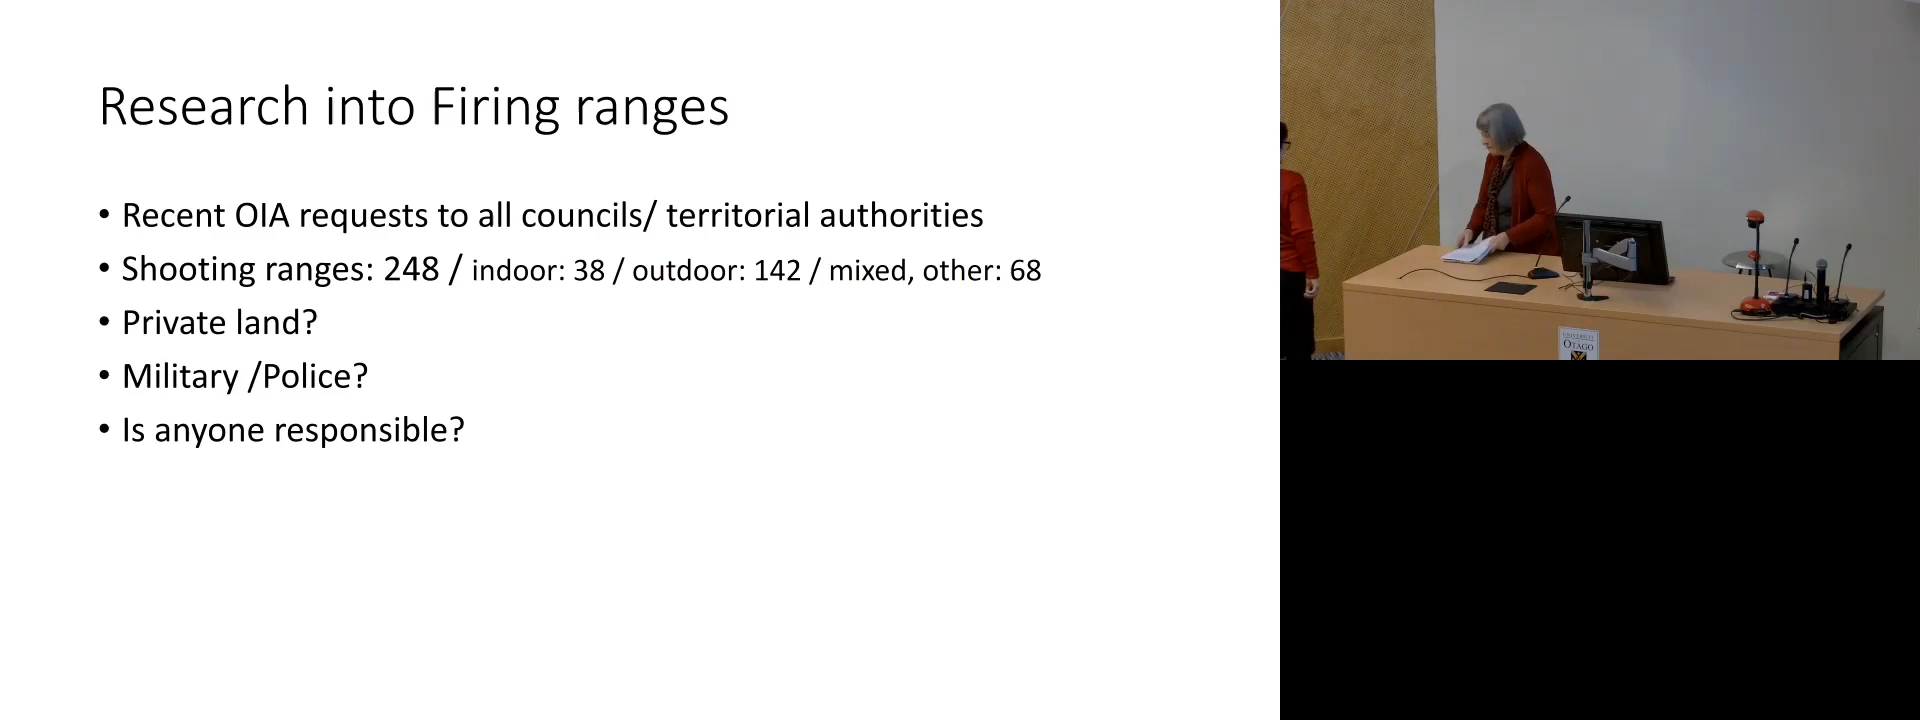 Research into Firing ranges
• Recent OIA requests to all councils/ territorial authorities
• Shooting ranges: 248 / indoor: 38 / outdoor: 142 / mixed, other: 68
• Private land?
• Military /Police?
• Is anyone responsible?
UNIVERSITY
OTAGO